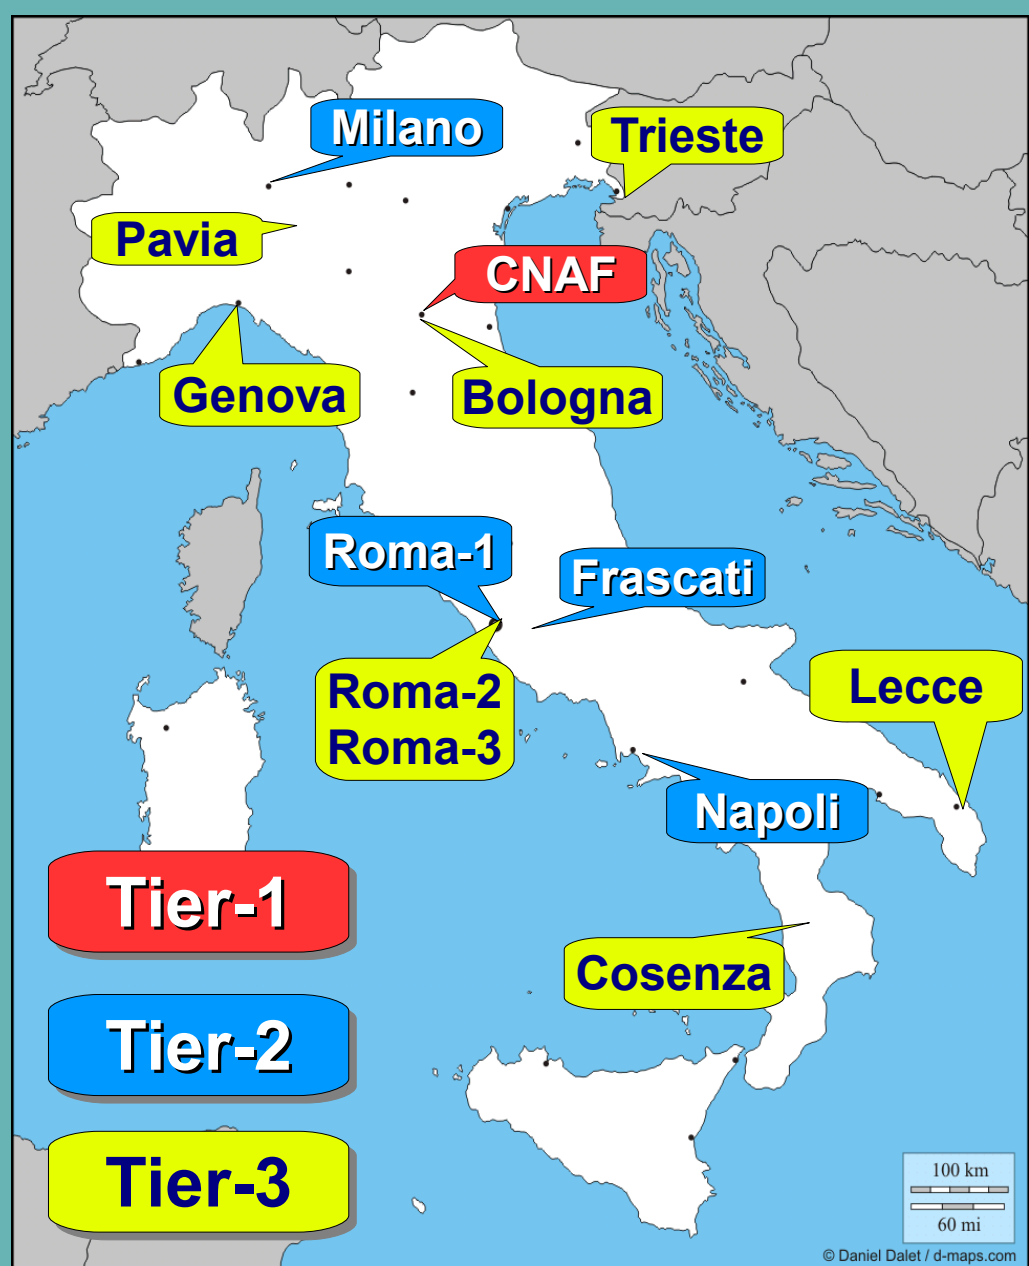 Milano
Trieste
Pavia
CNAF
Genova
Bologna
Roma-1
Frascati
Roma-2
Roma-3
Lecce
Napoli
Tier-1
Cosenza
Tier-2
Tier-3
100 km
60 mi
© Daniel Dalet / d-maps.com